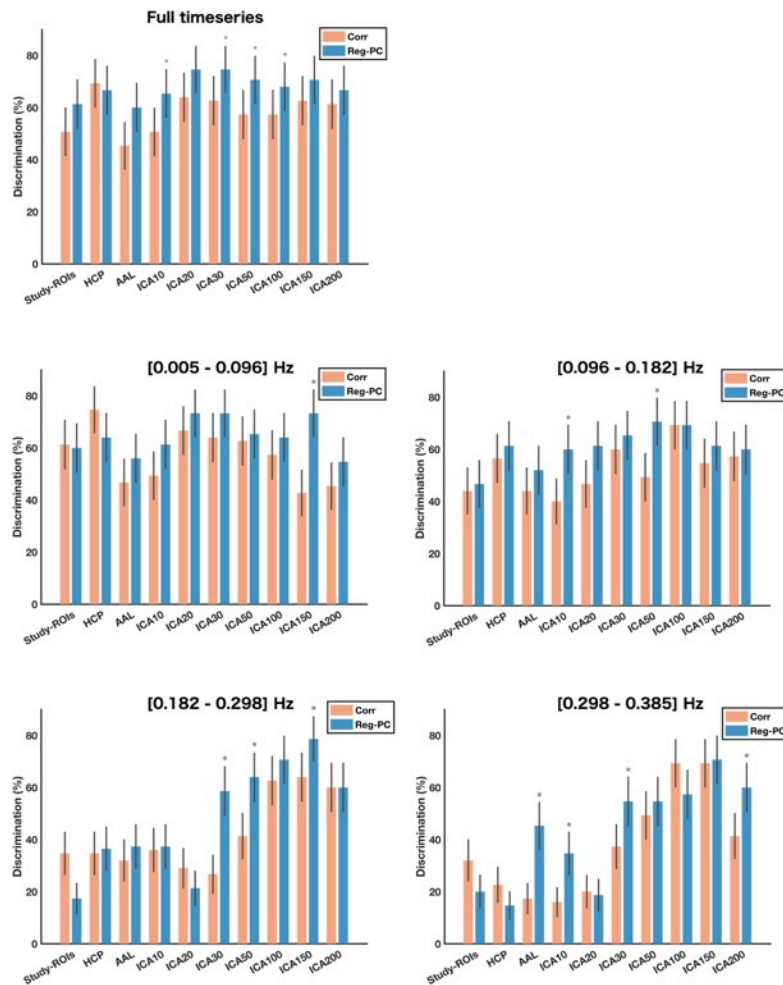 Full timeseries
Corr
Reg-PC
*
*
*
*
Discrimination (%)
80
60
40
20
0
Study-ROIs
HCP
AAL
ICA10
ICA20
ICA30
ICA50
ICA100
ICA150
ICA200
[0.005 - 0.096] Hz
Corr
Reg-PC
*
Discrimination (%)
80
60
40
20
0
Study-ROIs
HCP
AAL
ICA10
ICA20
ICA30
ICA50
ICA100
ICA150
ICA200
[0.096 - 0.182] Hz
Corr
Reg-PC
*
*
Discrimination (%)
80
60
40
20
0
Study-ROIs
HCP
AAL
ICA10
ICA20
ICA30
ICA50
ICA100
ICA150
ICA200
[0.182 - 0.298] Hz
Corr
Reg-PC
*
*
*
Discrimination (%)
80
60
40
20
0
Study-ROIs
HCP
AAL
ICA10
ICA20
ICA30
ICA50
ICA100
ICA150
ICA200
[0.298 - 0.385] Hz
Corr
Reg-PC
*
*
*
*
Discrimination (%)
80
60
40
20
0
Study-ROIs
HCP
AAL
ICA10
ICA20
ICA30
ICA50
ICA100
ICA150
ICA200